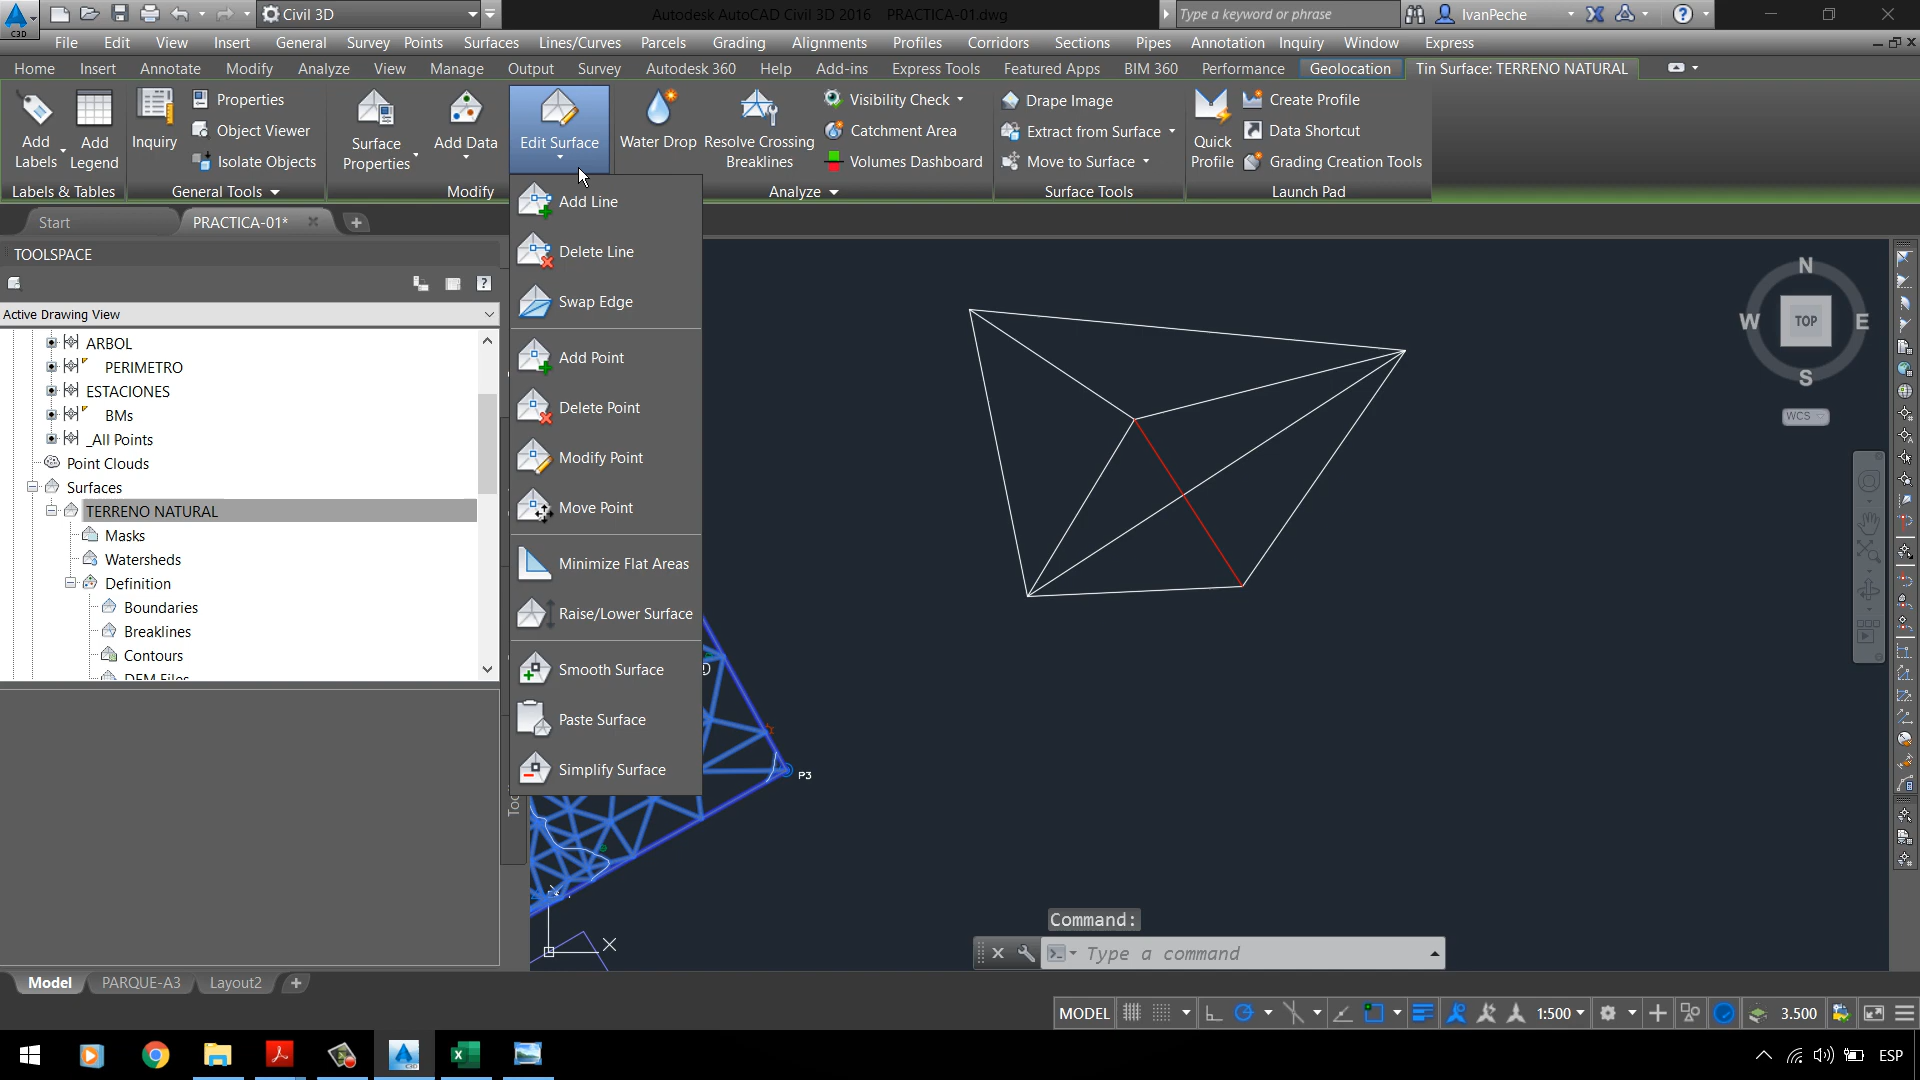 Civil 3D
Autodesk AutoCAD Civil 3D 2016 PRACTICA-01.dwg
Type a keyword or phrase
IvanPeche
C3D
File Edit View Insert General Survey Points Surfaces Lines/Curves Parcels Grading Alignments Profiles Corridors Sections Pipes Annotation Inquiry Window Express
Home Insert Annotate Modify Analyze View Manage Output Survey Autodesk 360 Help Add-ins Express Tools Featured Apps BIM 360 Performance Geolocation Tin Surface: TERRENO NATURAL
Add Labels
Add Legend
Labels & Tables
Inquiry
Properties
Object Viewer
Isolate Objects
General Tools
Surface Properties
Add Data
Edit Surface
Modify
Water Drop
Resolve Crossing Breaklines
Visibility Check
Catchment Area
Volumes Dashboard
Analyze
Drape Image
Extract from Surface
Move to Surface
Surface Tools
Quick Profile
Create Profile
Data Shortcut
Grading Creation Tools
Launch Pad
Start
PRACTICA-01*
TOOLSPACE
Active Drawing View
ARBOL
PERIMETRO
ESTACIONES
BMs
_All Points
Point Clouds
Surfaces
TERRENO NATURAL
Masks
Watersheds
Definition
Boundaries
Breaklines
Contours
DEM Files
Add Line
Delete Line
Swap Edge
Add Point
Delete Point
Modify Point
Move Point
Minimize Flat Areas
Raise/Lower Surface
Smooth Surface
Paste Surface
Simplify Surface
N
W TOP E
S
WCS
P3
X
Command:
Type a command
Model PARQUE-A3 Layout2
MODEL
1:500
3.500
ESP